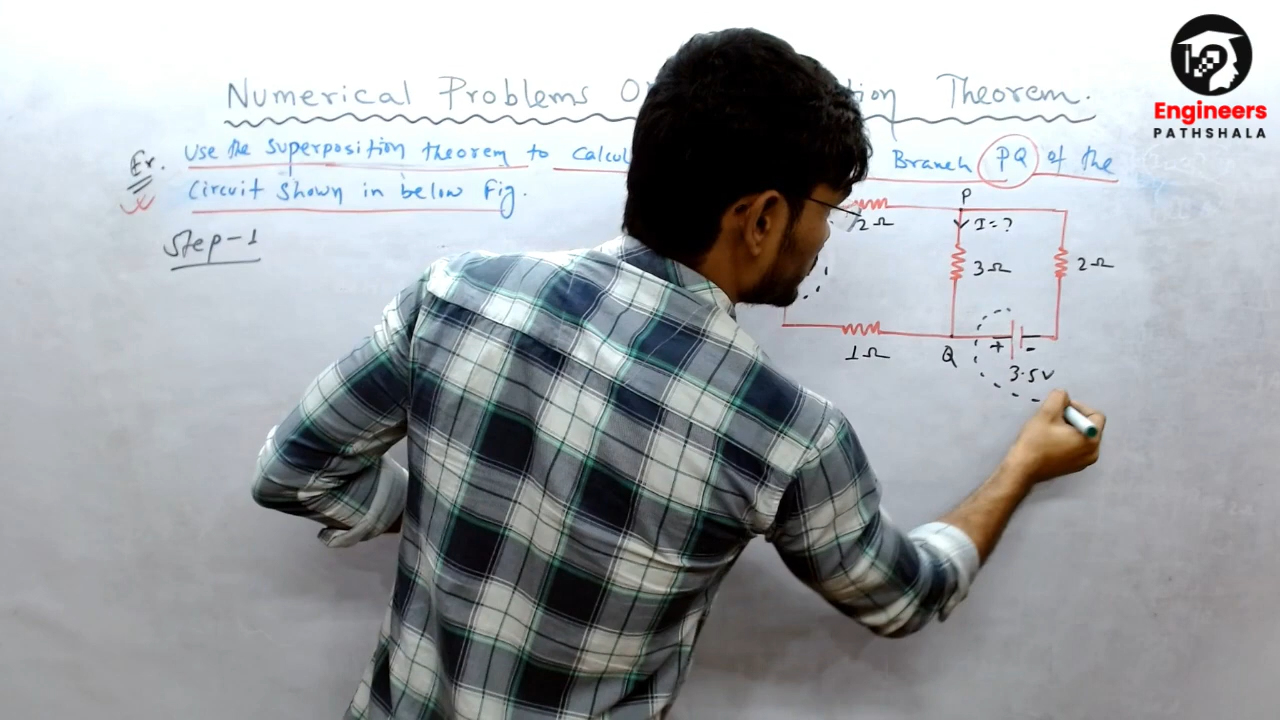 Numerical Problems O tion Theorem.
Ex. Use the superposition theorem to calcul Branch PQ of the
Circuit shown in below Fig.
Step-1
P
2Ω I=?
3Ω 2Ω
1Ω Q + -
3.5V
Engineers
PATHSHALA